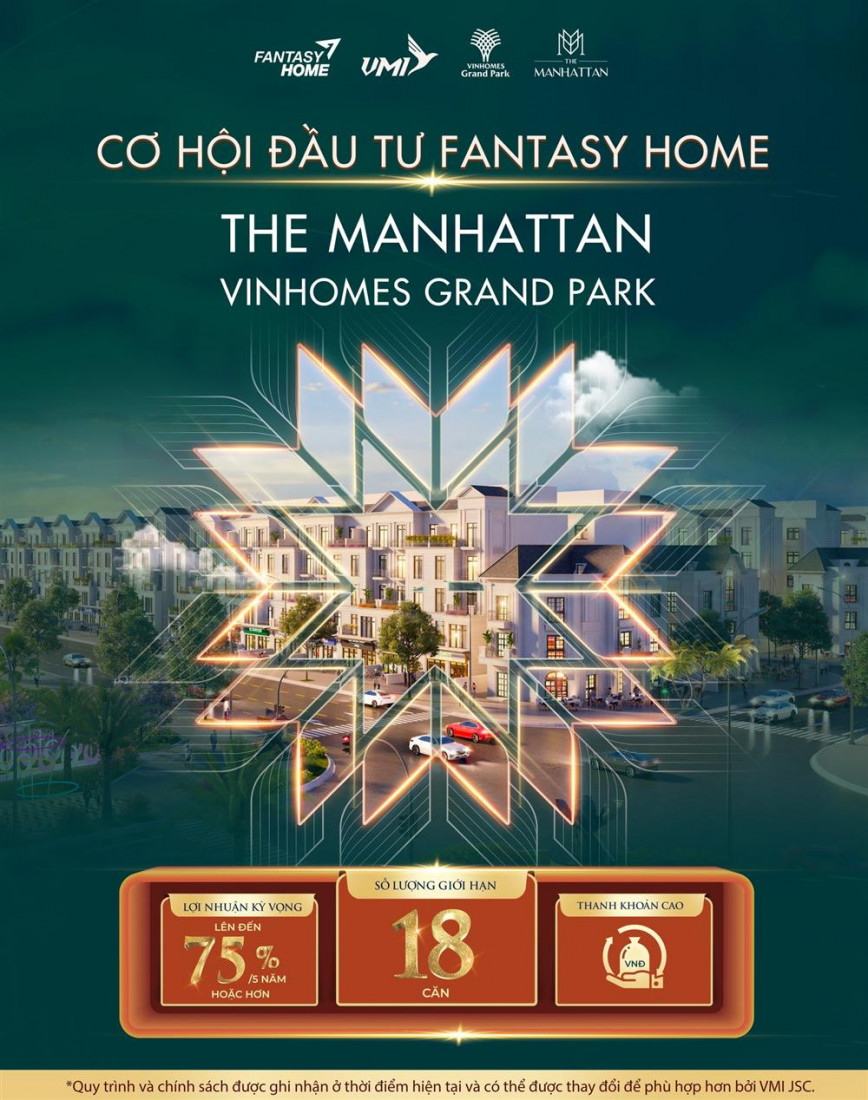 FANTASY HOME
VMI
VINHOMES Grand Park
THE MANHATTAN
CƠ HỘI ĐẦU TƯ FANTASY HOME
THE MANHATTAN
VINHOMES GRAND PARK
LỢI NHUẬN KỲ VỌNG
LÊN ĐẾN
75%
/5 NĂM
HOẶC HƠN
SỐ LƯỢNG GIỚI HẠN
18
CĂN
THANH KHOẢN CAO
VNĐ
*Quy trình và chính sách được ghi nhận ở thời điểm hiện tại và có thể được thay đổi để phù hợp hơn bởi VMI JSC.